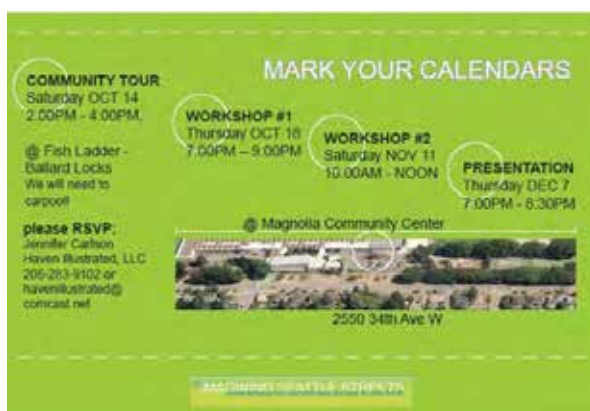 MARK YOUR CALENDARS
COMMUNITY TOUR
Saturday OCT 14
2:00PM - 4:00PM,
@ Fish Ladder -
Ballard Locks
We will need to
carpool!
please RSVP:
Jennifer Carlson
Haven Illustrated, LLC
206-283-9102 or
havenillustrated@
comcast.net
WORKSHOP #1
Thursday OCT
7:00PM – 9:00PM
WORKSHOP #2
Saturday NOV 11
10:00AM - NOON
PRESENTATION
Thursday DEC 7
7:00PM - 8:30PM
@ Magnolia Community Center
2550 34th Ave W
SEATTLE STREETS